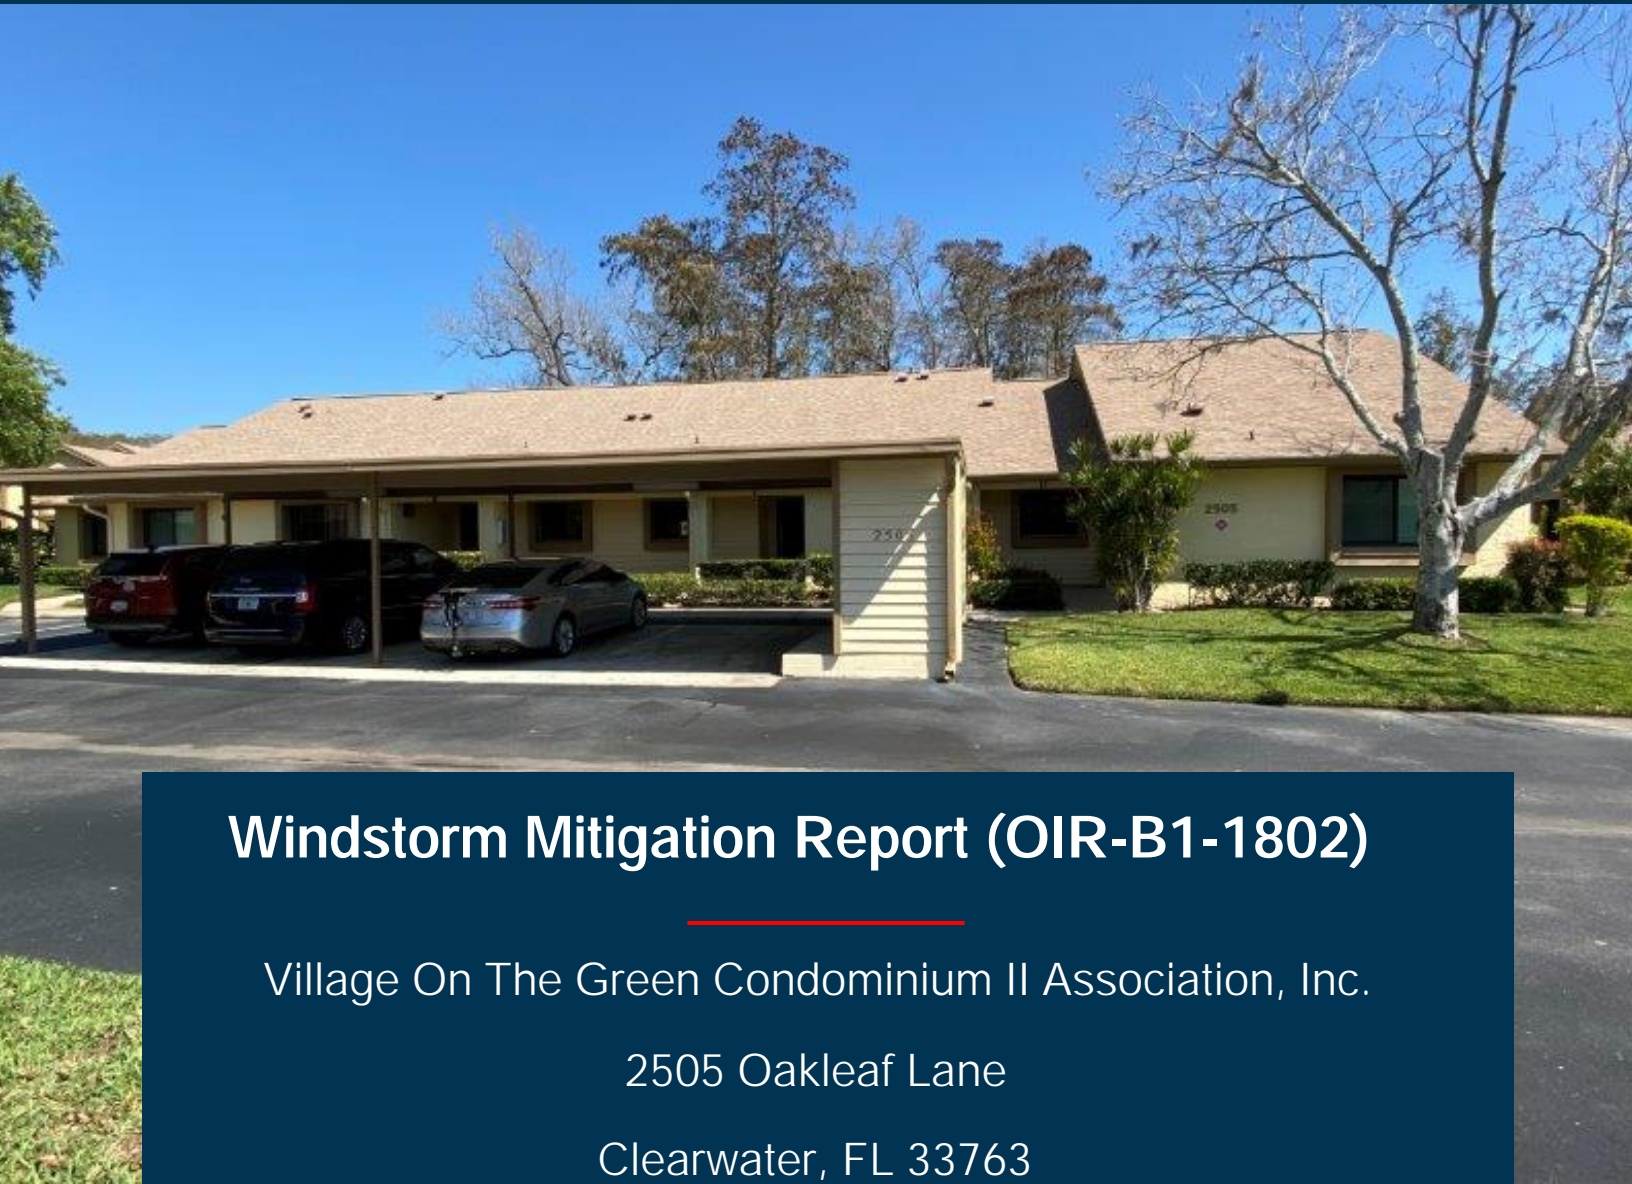 2505
Windstorm Mitigation Report (OIR-B1-1802)
Village On The Green Condominium II Association, Inc.
2505 Oakleaf Lane
Clearwater, FL 33763